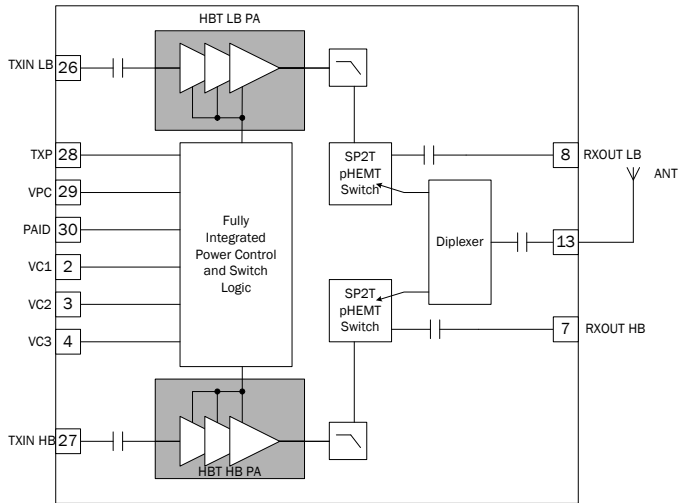 HBT LB PA
TXIN LB 26
TXP 28
VPC 29
PAID 30
VC1 2
VC2 3
VC3 4
TXIN HB 27
Fully
Integrated
Power Control
and Switch
Logic
HBT HB PA
SP2T
pHEMT
Switch
SP2T
pHEMT
Switch
Diplexer
8 RXOUT LB
ANT
13
7 RXOUT HB